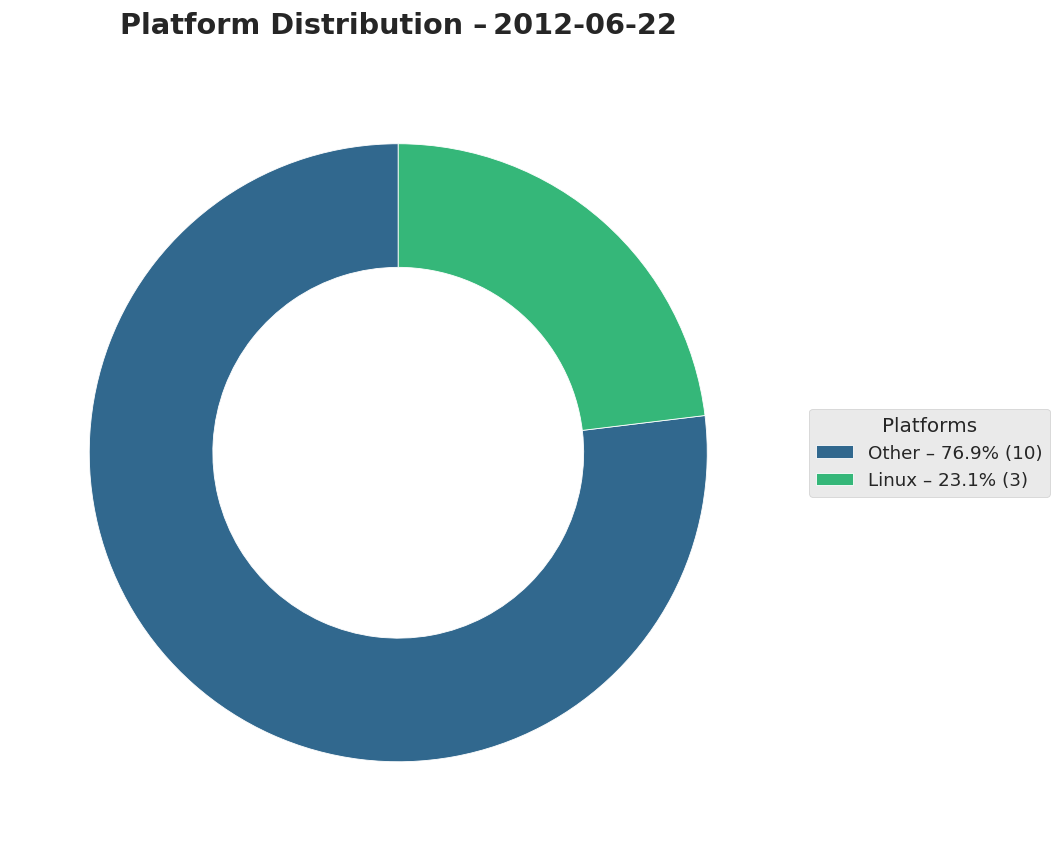 Platform Distribution – 2012-06-22
Platforms
Other – 76.9% (10)
Linux – 23.1% (3)